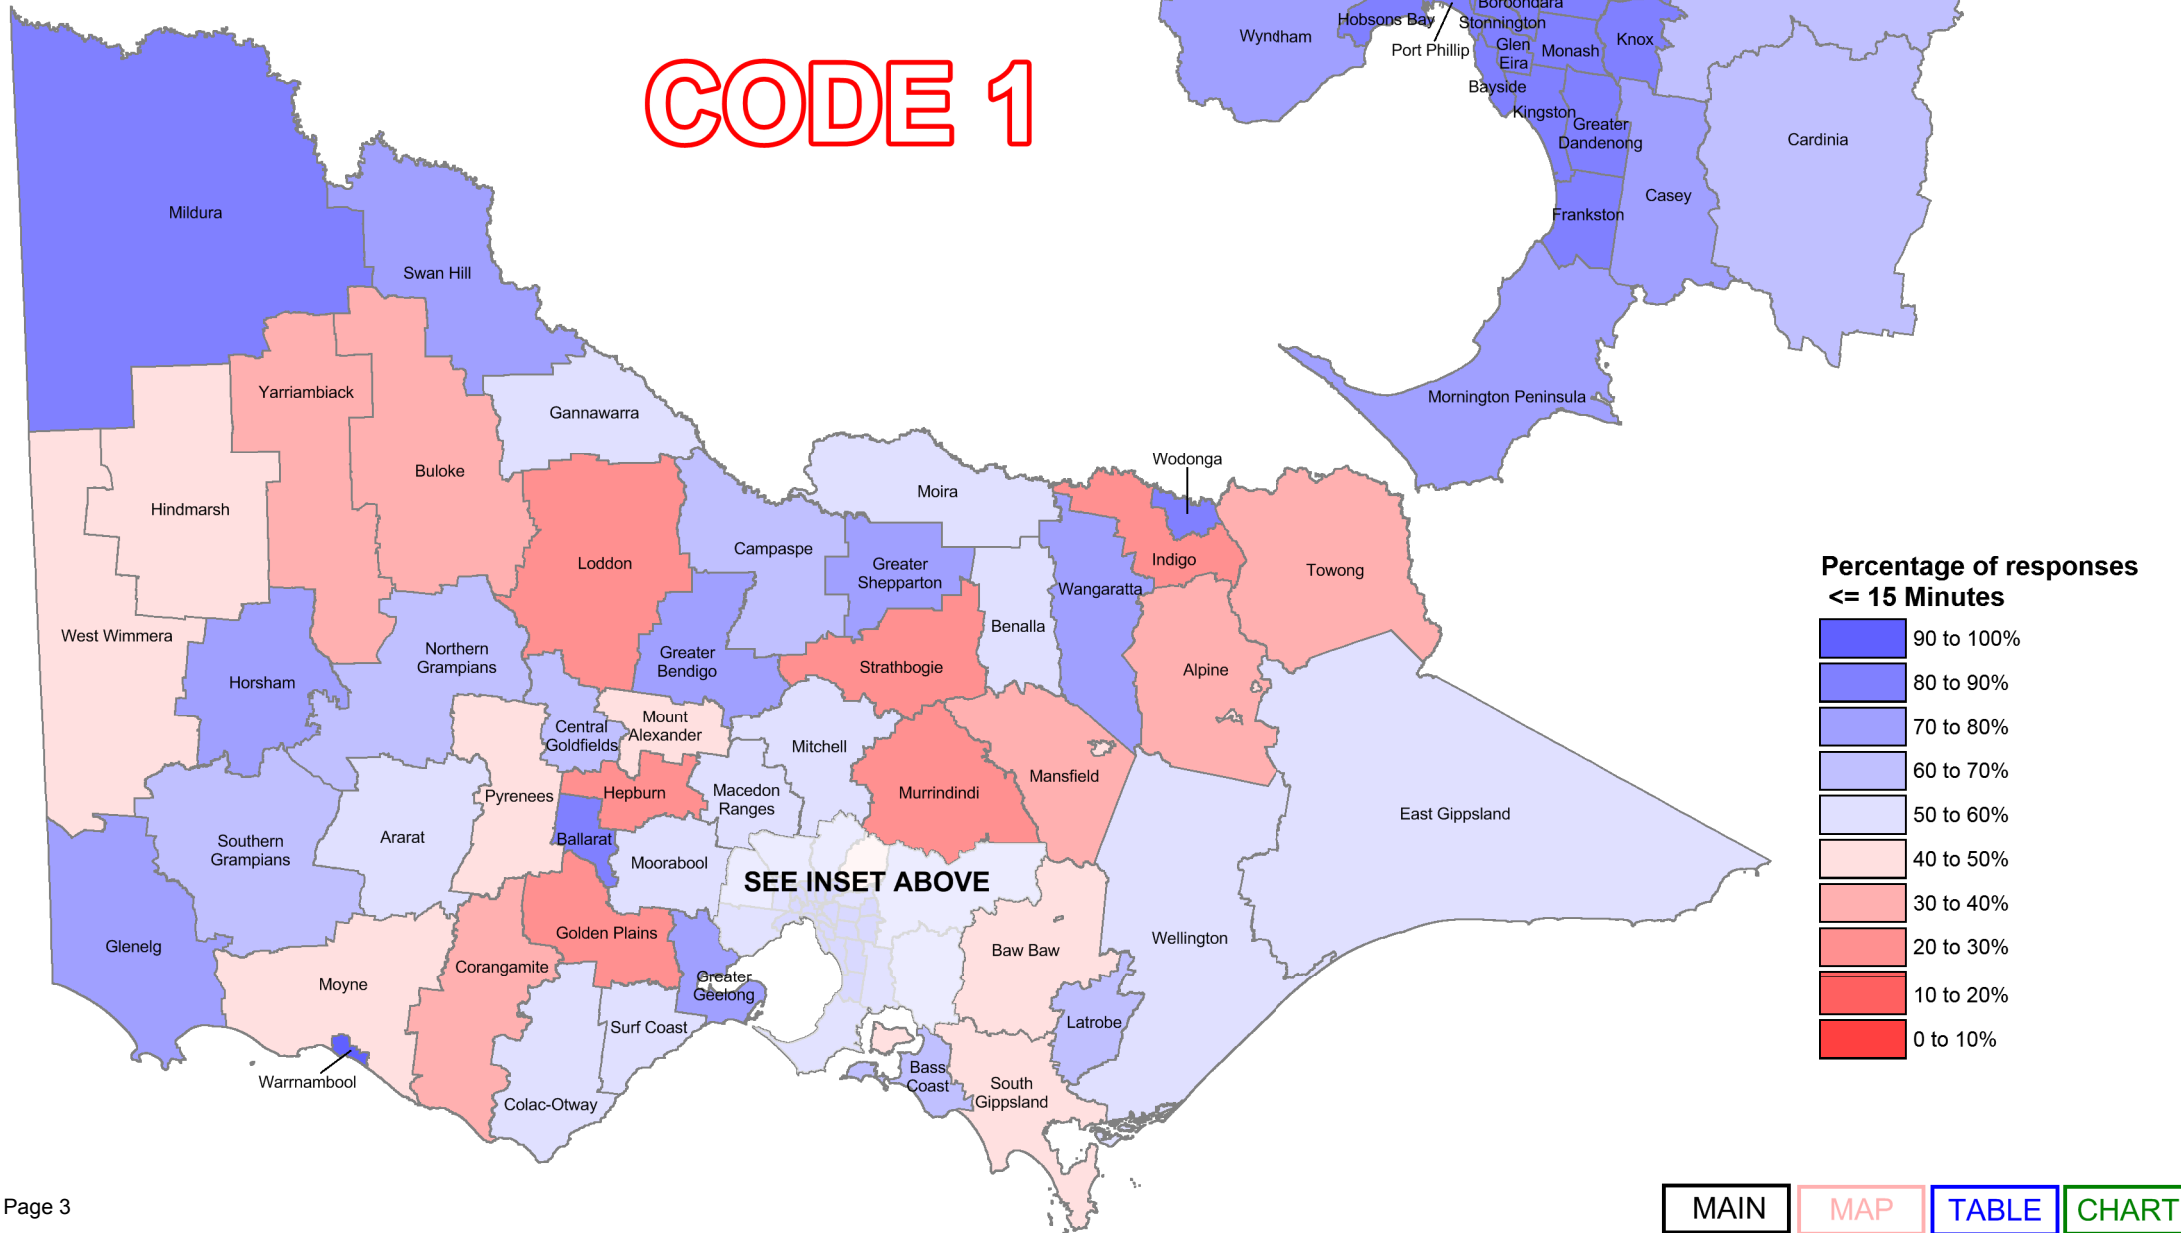 Boroondara
Hobsons Bay
Stonnington
Wyndham
Port Phillip
Glen
Eira
Monash
Knox
Bayside
Kingston
Greater
Dandenong
Cardinia
Casey
Frankston
Mornington Peninsula
CODE 1
Mildura
Swan Hill
Yarriambiack
Gannawarra
Buloke
Hindmarsh
Wodonga
Moira
Loddon
Campaspe
Greater
Shepparton
Indigo
Towong
Wangaratta
West Wimmera
Benalla
Northern
Grampians
Horsham
Greater
Bendigo
Strathbogie
Alpine
Central
Goldfields
Mount
Alexander
Mitchell
Mansfield
Pyrenees
Hepburn
Macedon
Ranges
Murrindindi
East Gippsland
Southern
Grampians
Ararat
Ballarat
Moorabool
SEE INSET ABOVE
Glenelg
Golden Plains
Wellington
Baw Baw
Corangamite
Moyne
Greater
Geelong
Surf Coast
Latrobe
Warrnambool
Bass
Coast
South
Gippsland
Colac-Otway
Percentage of responses
<= 15 Minutes
90 to 100%
80 to 90%
70 to 80%
60 to 70%
50 to 60%
40 to 50%
30 to 40%
20 to 30%
10 to 20%
0 to 10%
Page 3
MAIN
MAP
TABLE
CHART